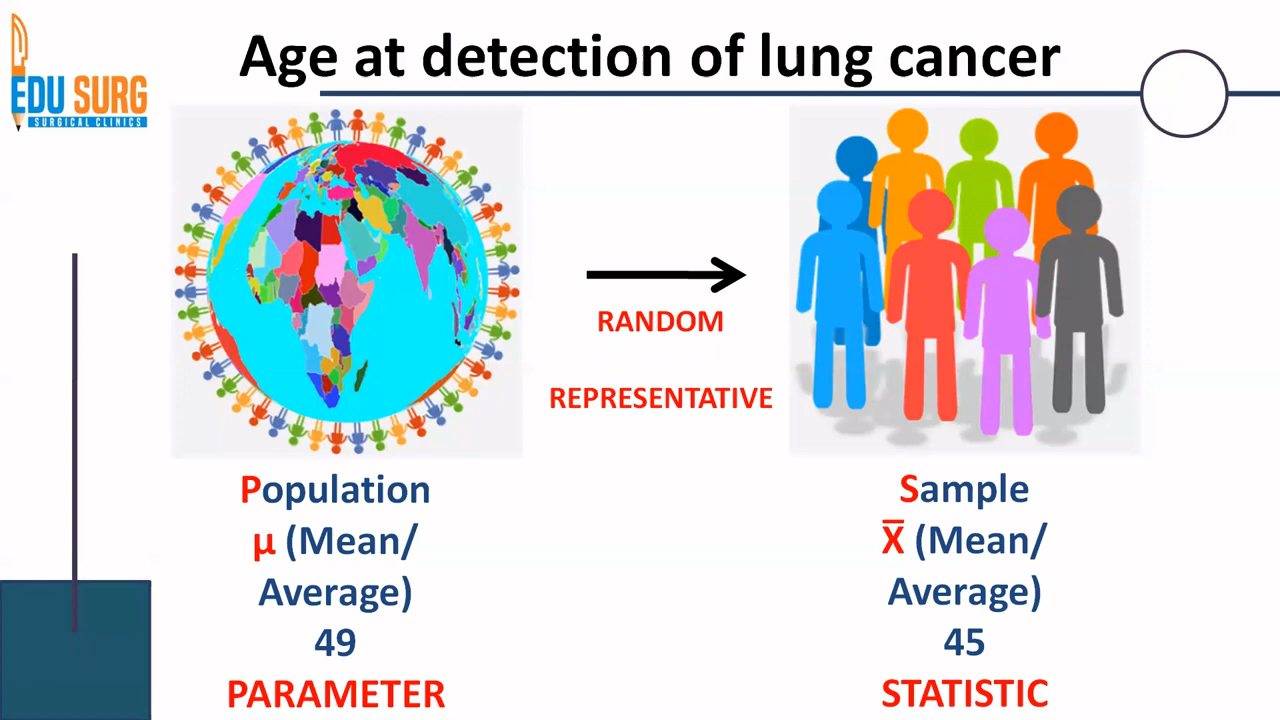 Age at detection of lung cancer
EDU SURG
SURGICAL CLINICS
RANDOM
REPRESENTATIVE
Population
μ (Mean/
Average)
49
PARAMETER
Sample
X̅ (Mean/
Average)
45
STATISTIC